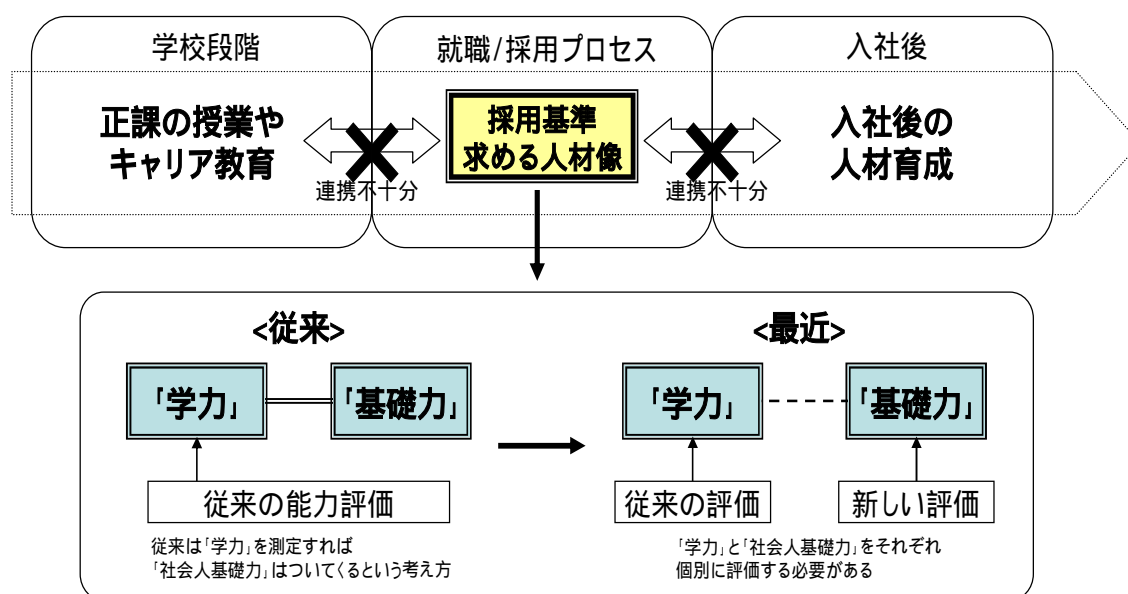 学校段階
就職/採用プロセス
入社後
正課の授業や
キャリア教育
連携不十分
採用基準
求める人材像
連携不十分
入社後の
人材育成
<従来>
「学力」
「基礎力」
従来の能力評価
従来は「学力」を測定すれば
「社会人基礎力」はついてくるという考え方
<最近>
「学力」
「基礎力」
従来の評価
新しい評価
「学力」と「社会人基礎力」をそれぞれ
個別に評価する必要がある